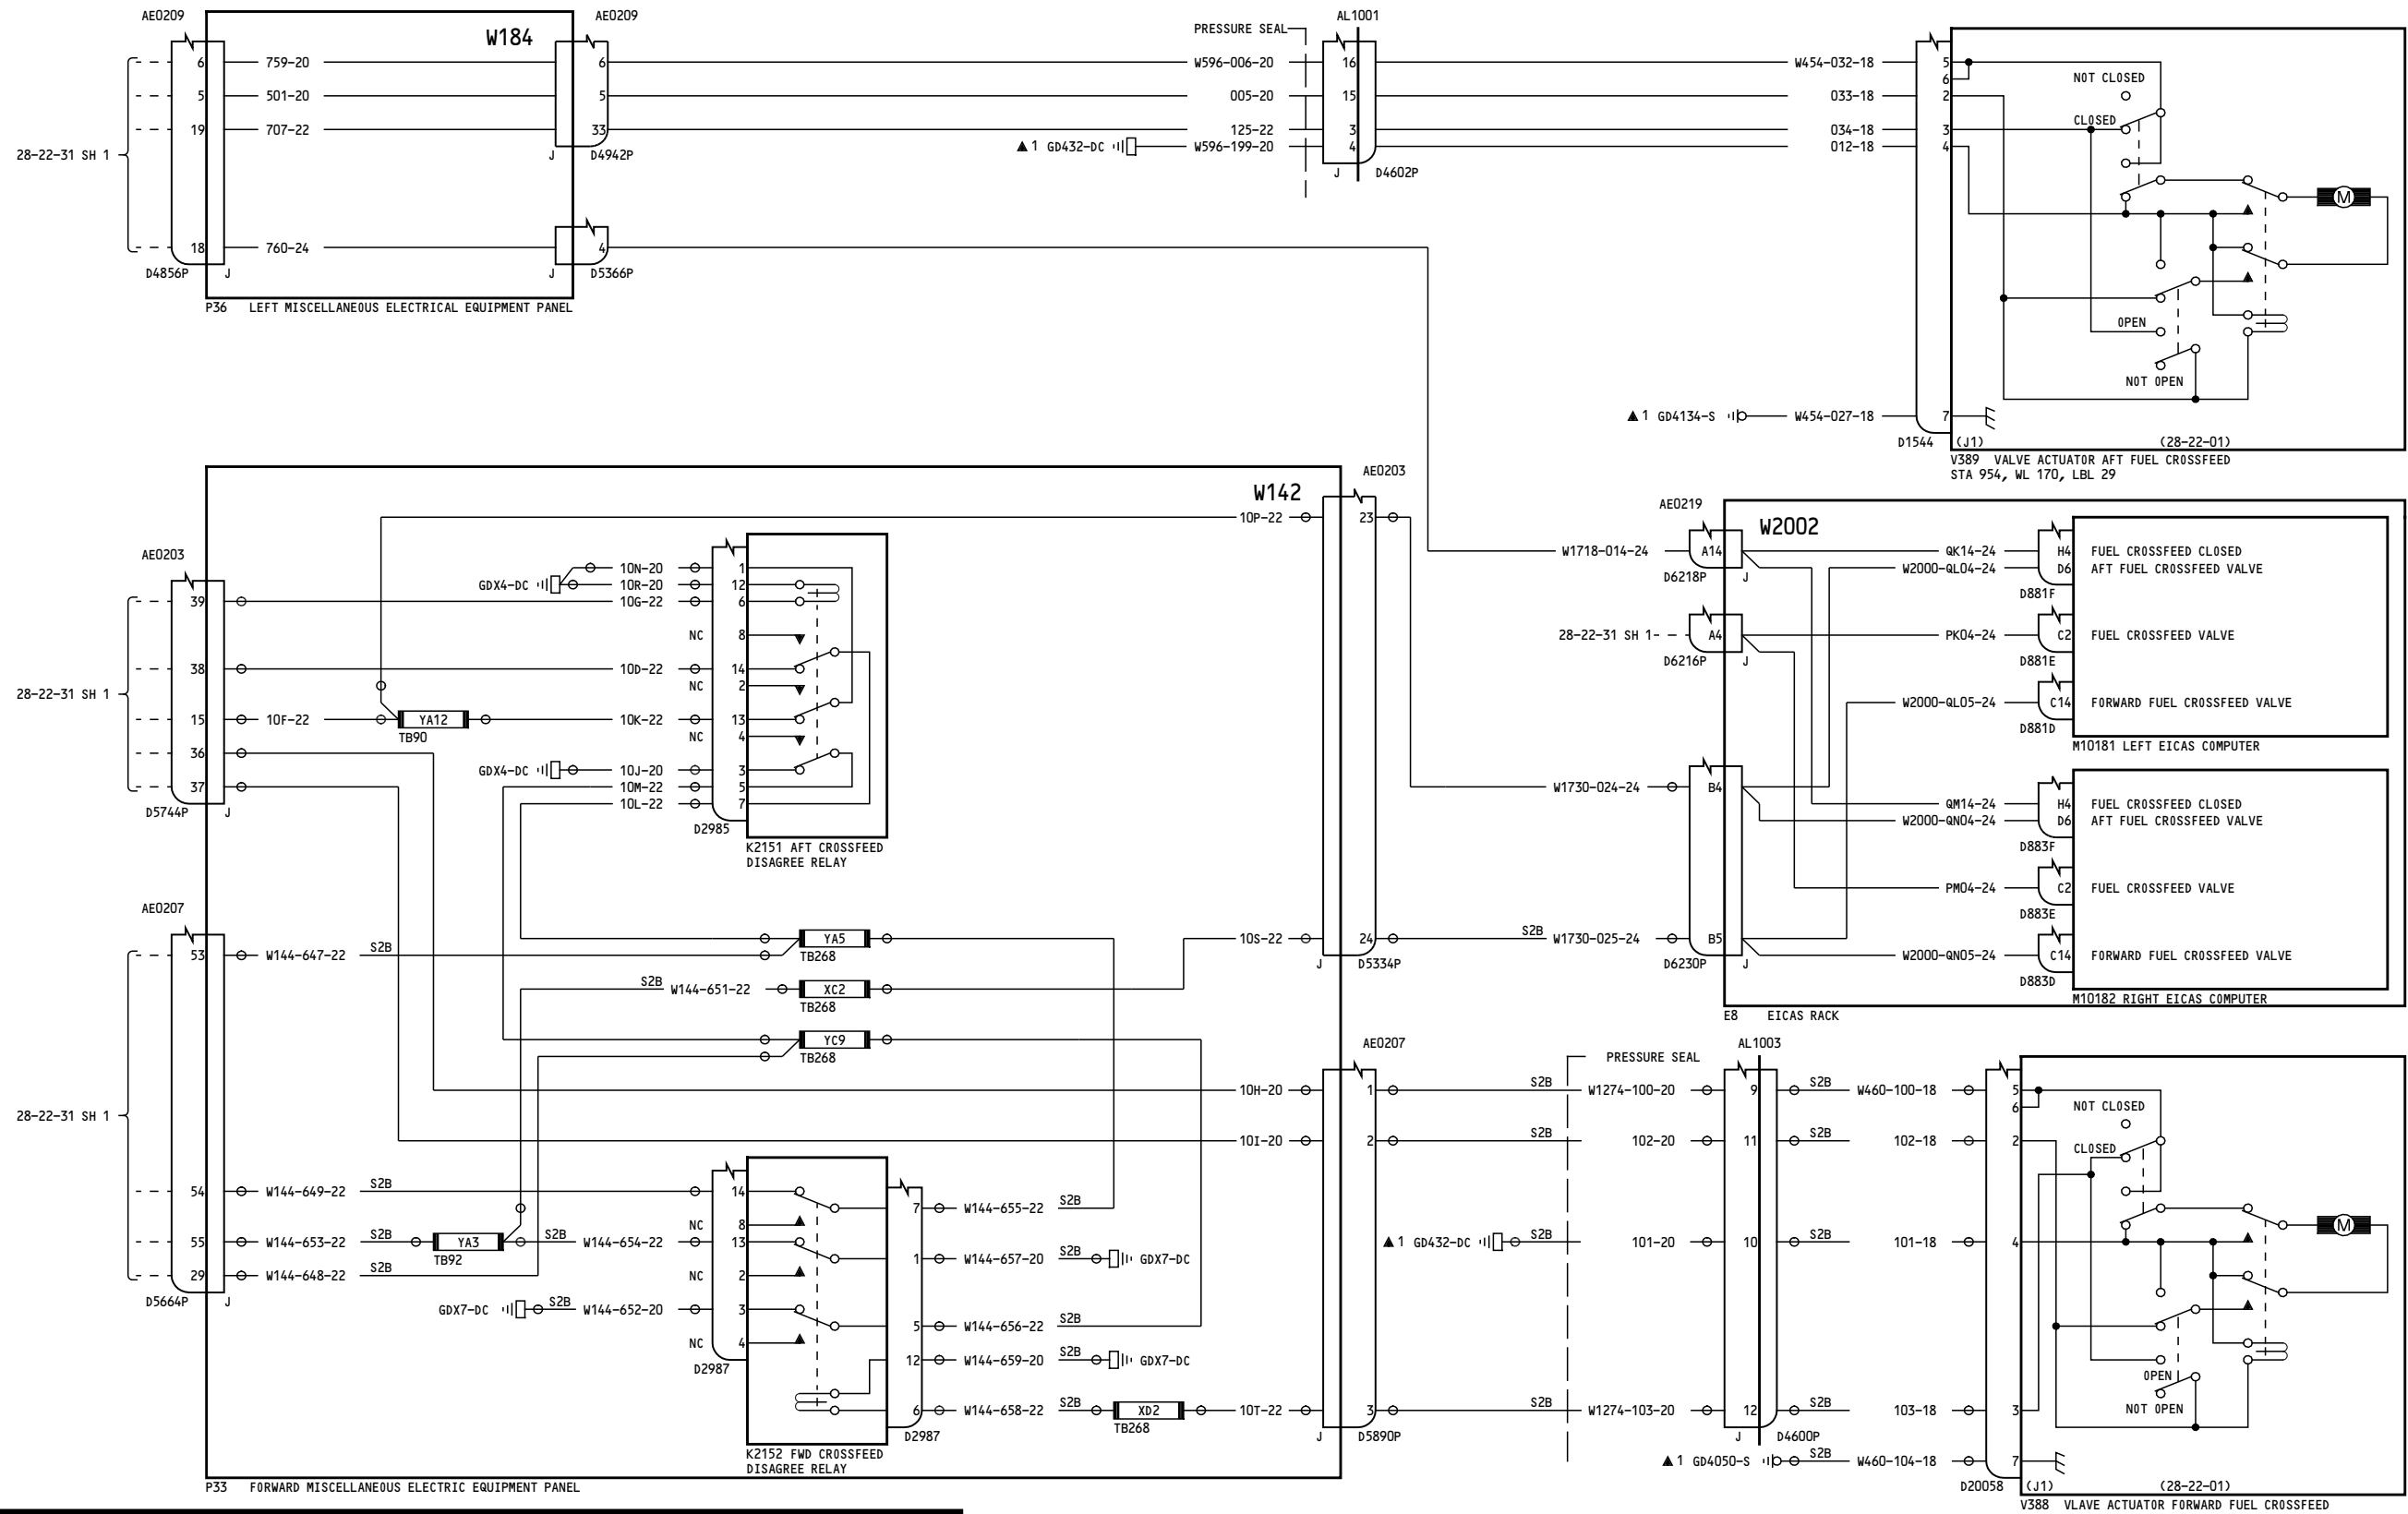 AE0209
AE0209
W184
6 759-20 6
5 501-20 5
19 707-22 33
28-22-31 SH 1
J D4942P
18 760-24 4
D4856P J
J D5366P
P36 LEFT MISCELLANEOUS ELECTRICAL EQUIPMENT PANEL
PRESSURE SEAL
AL1001
W596-006-20 16 W454-032-18 5
6
005-20 15 033-18 2
125-22 3 034-18 3
▲ 1 GD432-DC W596-199-20 4 012-18 4
J D4602P
NOT CLOSED
CLOSED
M
OPEN
NOT OPEN
▲ 1 GD4134-S W454-027-18 7
D1544 (J1) (28-22-01)
V389 VALVE ACTUATOR AFT FUEL CROSSFEED
STA 954, WL 170, LBL 29
W142
AE0203
10P-22 23
AE0203
10N-20 1
GDX4-DC 10R-20 12
39 10G-22 6
NC 8
38 10D-22 14
28-22-31 SH 1
NC 2
15 10F-22 YA12 10K-22 13
TB90
NC 4
36
GDX4-DC 10J-20 3
37 10M-22 5
10L-22 7
D5744P J
D2985
K2151 AFT CROSSFEED
DISAGREE RELAY
AE0207
YA5 10S-22 24 S2B W1730-025-24 B5
53 W144-647-22 S2B
TB268
J D5334P
S2B W144-651-22 XC2
TB268
YC9
TB268
AE0219
W2002
W1718-014-24 A14 QK14-24 H4 FUEL CROSSFEED CLOSED
W2000-QL04-24 D6 AFT FUEL CROSSFEED VALVE
D6218P J
D881F
28-22-31 SH 1 A4 PK04-24 C2 FUEL CROSSFEED VALVE
D6216P J
D881E
W2000-QL05-24 C14 FORWARD FUEL CROSSFEED VALVE
D881D
M10181 LEFT EICAS COMPUTER
W1730-024-24 B4
QM14-24 H4 FUEL CROSSFEED CLOSED
W2000-QN04-24 D6 AFT FUEL CROSSFEED VALVE
D883F
PM04-24 C2 FUEL CROSSFEED VALVE
D883E
D6230P J
W2000-QN05-24 C14 FORWARD FUEL CROSSFEED VALVE
D883D
M10182 RIGHT EICAS COMPUTER
E8 EICAS RACK
28-22-31 SH 1
AE0207
PRESSURE SEAL
AL1003
10H-20 1 S2B W1274-100-20 9 S2B W460-100-18 5
6
10I-20 2 S2B 102-20 11 S2B 102-18 2
54 W144-649-22 S2B 14
7 W144-655-22 S2B
NC 8
55 W144-653-22 S2B YA3 S2B W144-654-22 13
TB92
1 W144-657-20 S2B GDX7-DC
29 W144-648-22 S2B
NC 2
D5664P J
GDX7-DC S2B W144-652-20 3
5 W144-656-22 S2B
NC 4
D2987
12 W144-659-20 S2B GDX7-DC
6 W144-658-22 S2B XD2 10T-22 3 S2B W1274-103-20 12 S2B 103-18 3
D2987
TB268
J D5890P
J D4600P
K2152 FWD CROSSFEED
DISAGREE RELAY
P33 FORWARD MISCELLANEOUS ELECTRIC EQUIPMENT PANEL
▲ 1 GD432-DC S2B 101-20 10 S2B 101-18 4
NOT CLOSED
CLOSED
M
OPEN
NOT OPEN
▲ 1 GD4050-S S2B W460-104-18 7
D20058 (J1) (28-22-01)
V388 VLAVE ACTUATOR FORWARD FUEL CROSSFEED